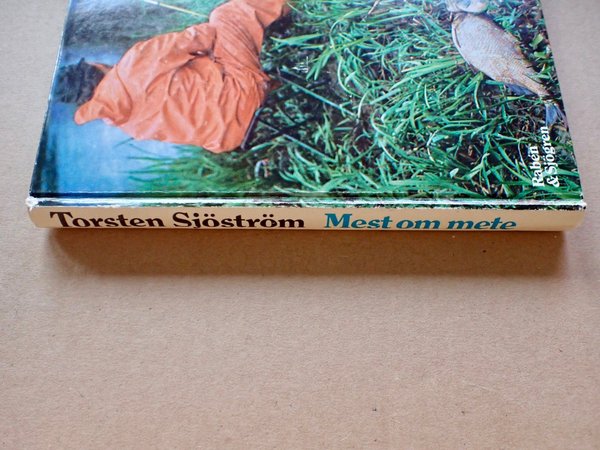 Rabén
& Sjögren
Torsten Sjöström Mest om mete